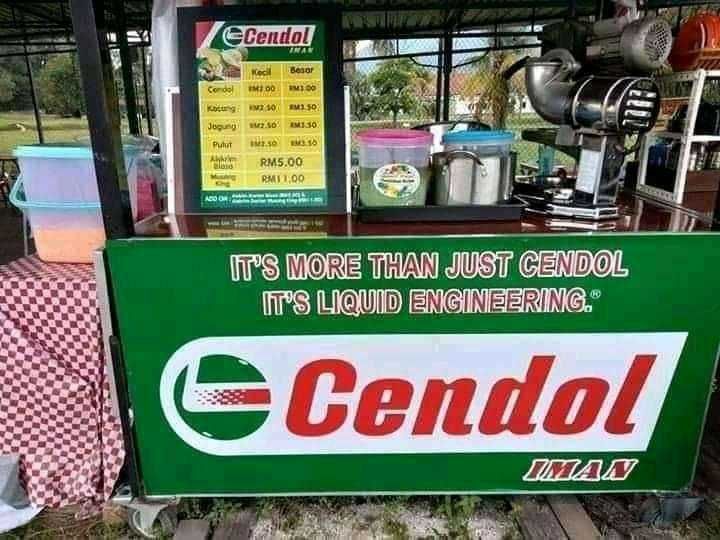 Cendol
IMAN
Kecil Besar
Cendol RM2.00 RM3.00
Kacang RM2.50 RM3.50
Jagung RM2.50 RM3.50
Pulut RM2.50 RM3.50
Aiskrim Biasa RM5.00
Musang King RM11.00
ADD ON
IT'S MORE THAN JUST CENDOL
IT'S LIQUID ENGINEERING.®
Cendol
IMAN